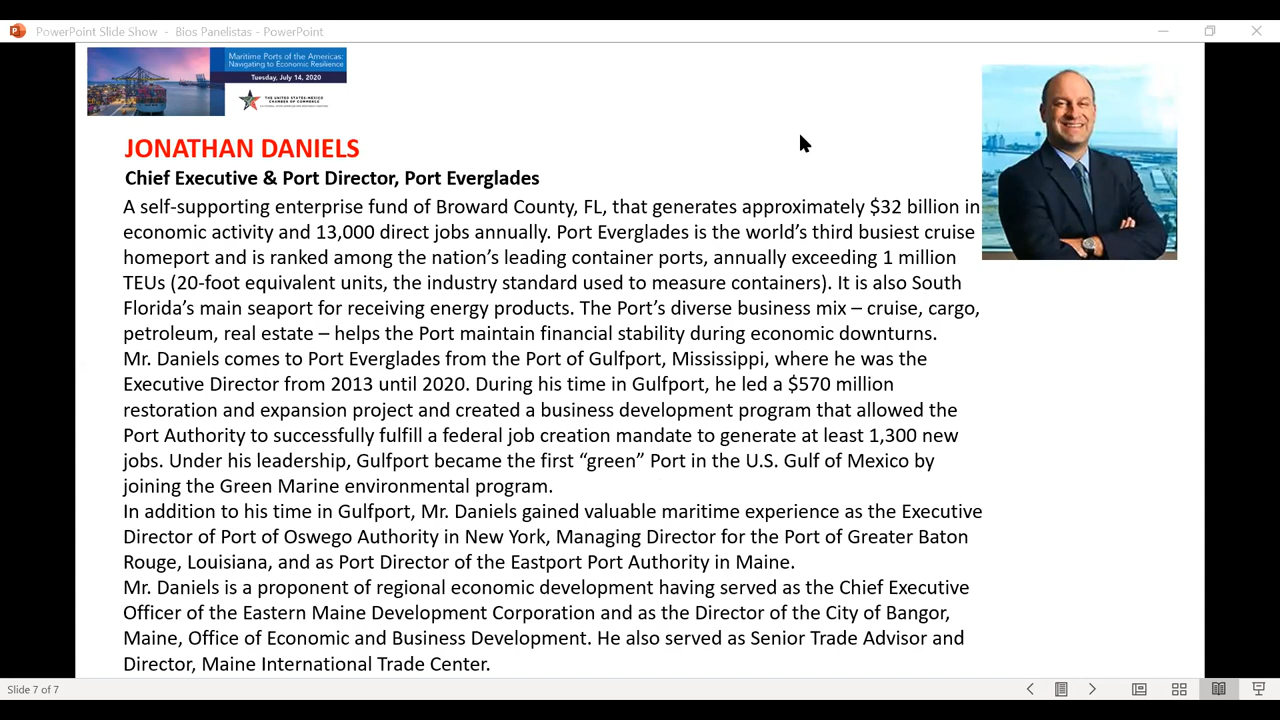 PowerPoint Slide Show - Bios Panelistas - PowerPoint
Maritime Ports of the Americas:
Navigating to Economic Resilience
Tuesday, July 14, 2020
THE UNITED STATES-MEXICO
CHAMBER OF COMMERCE
JONATHAN DANIELS
Chief Executive & Port Director, Port Everglades
A self-supporting enterprise fund of Broward County, FL, that generates approximately $32 billion in
economic activity and 13,000 direct jobs annually. Port Everglades is the world’s third busiest cruise
homeport and is ranked among the nation’s leading container ports, annually exceeding 1 million
TEUs (20-foot equivalent units, the industry standard used to measure containers). It is also South
Florida’s main seaport for receiving energy products. The Port’s diverse business mix – cruise, cargo,
petroleum, real estate – helps the Port maintain financial stability during economic downturns.
Mr. Daniels comes to Port Everglades from the Port of Gulfport, Mississippi, where he was the
Executive Director from 2013 until 2020. During his time in Gulfport, he led a $570 million
restoration and expansion project and created a business development program that allowed the
Port Authority to successfully fulfill a federal job creation mandate to generate at least 1,300 new
jobs. Under his leadership, Gulfport became the first “green” Port in the U.S. Gulf of Mexico by
joining the Green Marine environmental program.
In addition to his time in Gulfport, Mr. Daniels gained valuable maritime experience as the Executive
Director of Port of Oswego Authority in New York, Managing Director for the Port of Greater Baton
Rouge, Louisiana, and as Port Director of the Eastport Port Authority in Maine.
Mr. Daniels is a proponent of regional economic development having served as the Chief Executive
Officer of the Eastern Maine Development Corporation and as the Director of the City of Bangor,
Maine, Office of Economic and Business Development. He also served as Senior Trade Advisor and
Director, Maine International Trade Center.
Slide 7 of 7